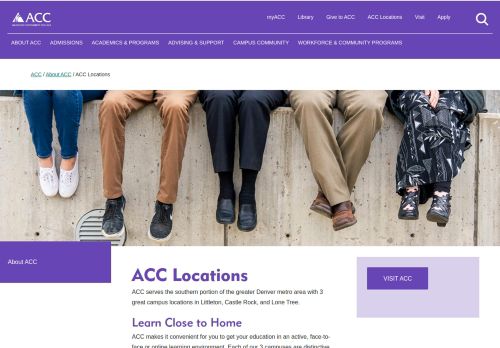 ACC
myACC Library Give to ACC ACC Locations Visit Apply
ABOUT ACC ADMISSIONS ACADEMICS & PROGRAMS ADVISING & SUPPORT CAMPUS COMMUNITY WORKFORCE & COMMUNITY PROGRAMS
ACC / About ACC / ACC Locations
About ACC
ACC Locations
ACC serves the southern portion of the greater Denver metro area with 3
great campus locations in Littleton, Castle Rock, and Lone Tree.
VISIT ACC
Learn Close to Home
ACC makes it convenient for you to get your education in an active, face-to-
face or online learning environment. Each of our 3 campuses are distinctive